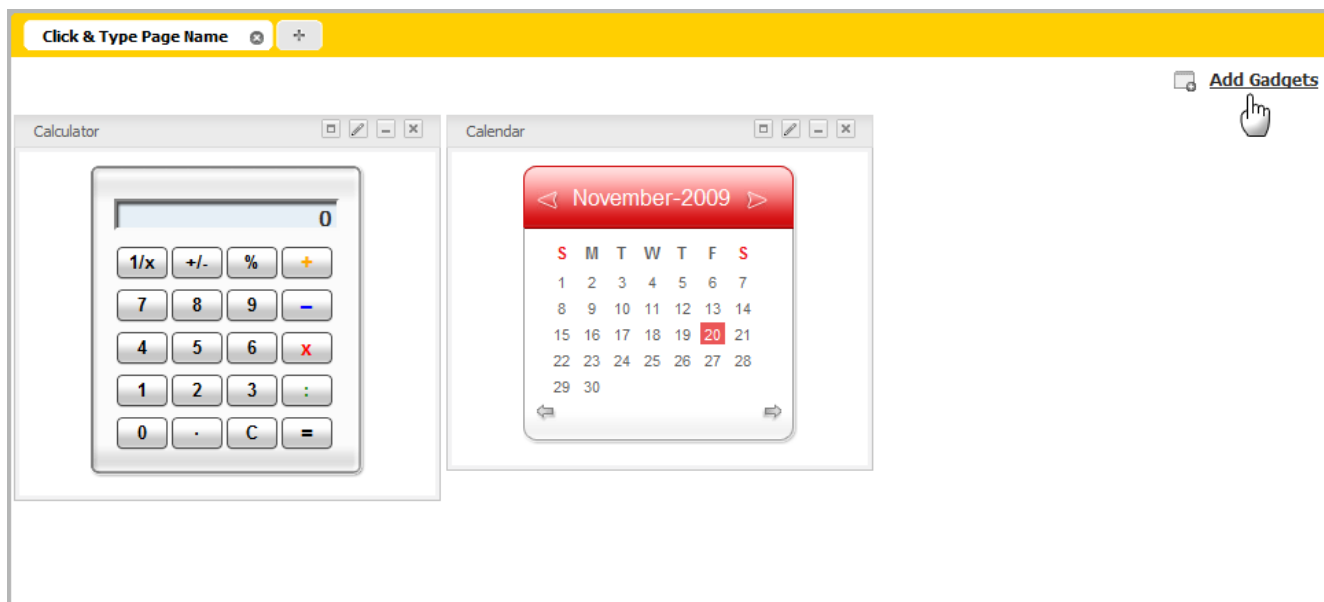 Click & Type Page Name
Add Gadgets
Calculator
0
1/x +/- % +
7 8 9 –
4 5 6 x
1 2 3 :
0 . C =
Calendar
November-2009
S M T W T F S
1 2 3 4 5 6 7
8 9 10 11 12 13 14
15 16 17 18 19 20 21
22 23 24 25 26 27 28
29 30